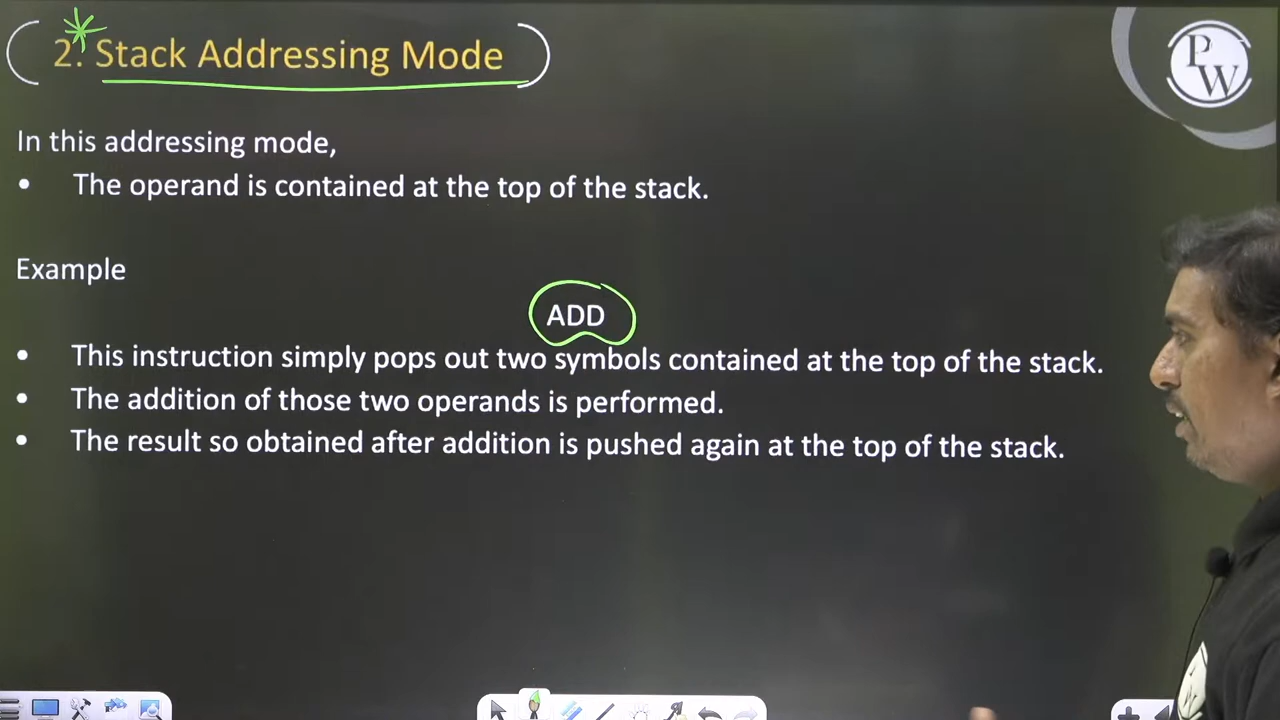 2. Stack Addressing Mode
PW
In this addressing mode,
• The operand is contained at the top of the stack.
Example
ADD
• This instruction simply pops out two symbols contained at the top of the stack.
• The addition of those two operands is performed.
• The result so obtained after addition is pushed again at the top of the stack.